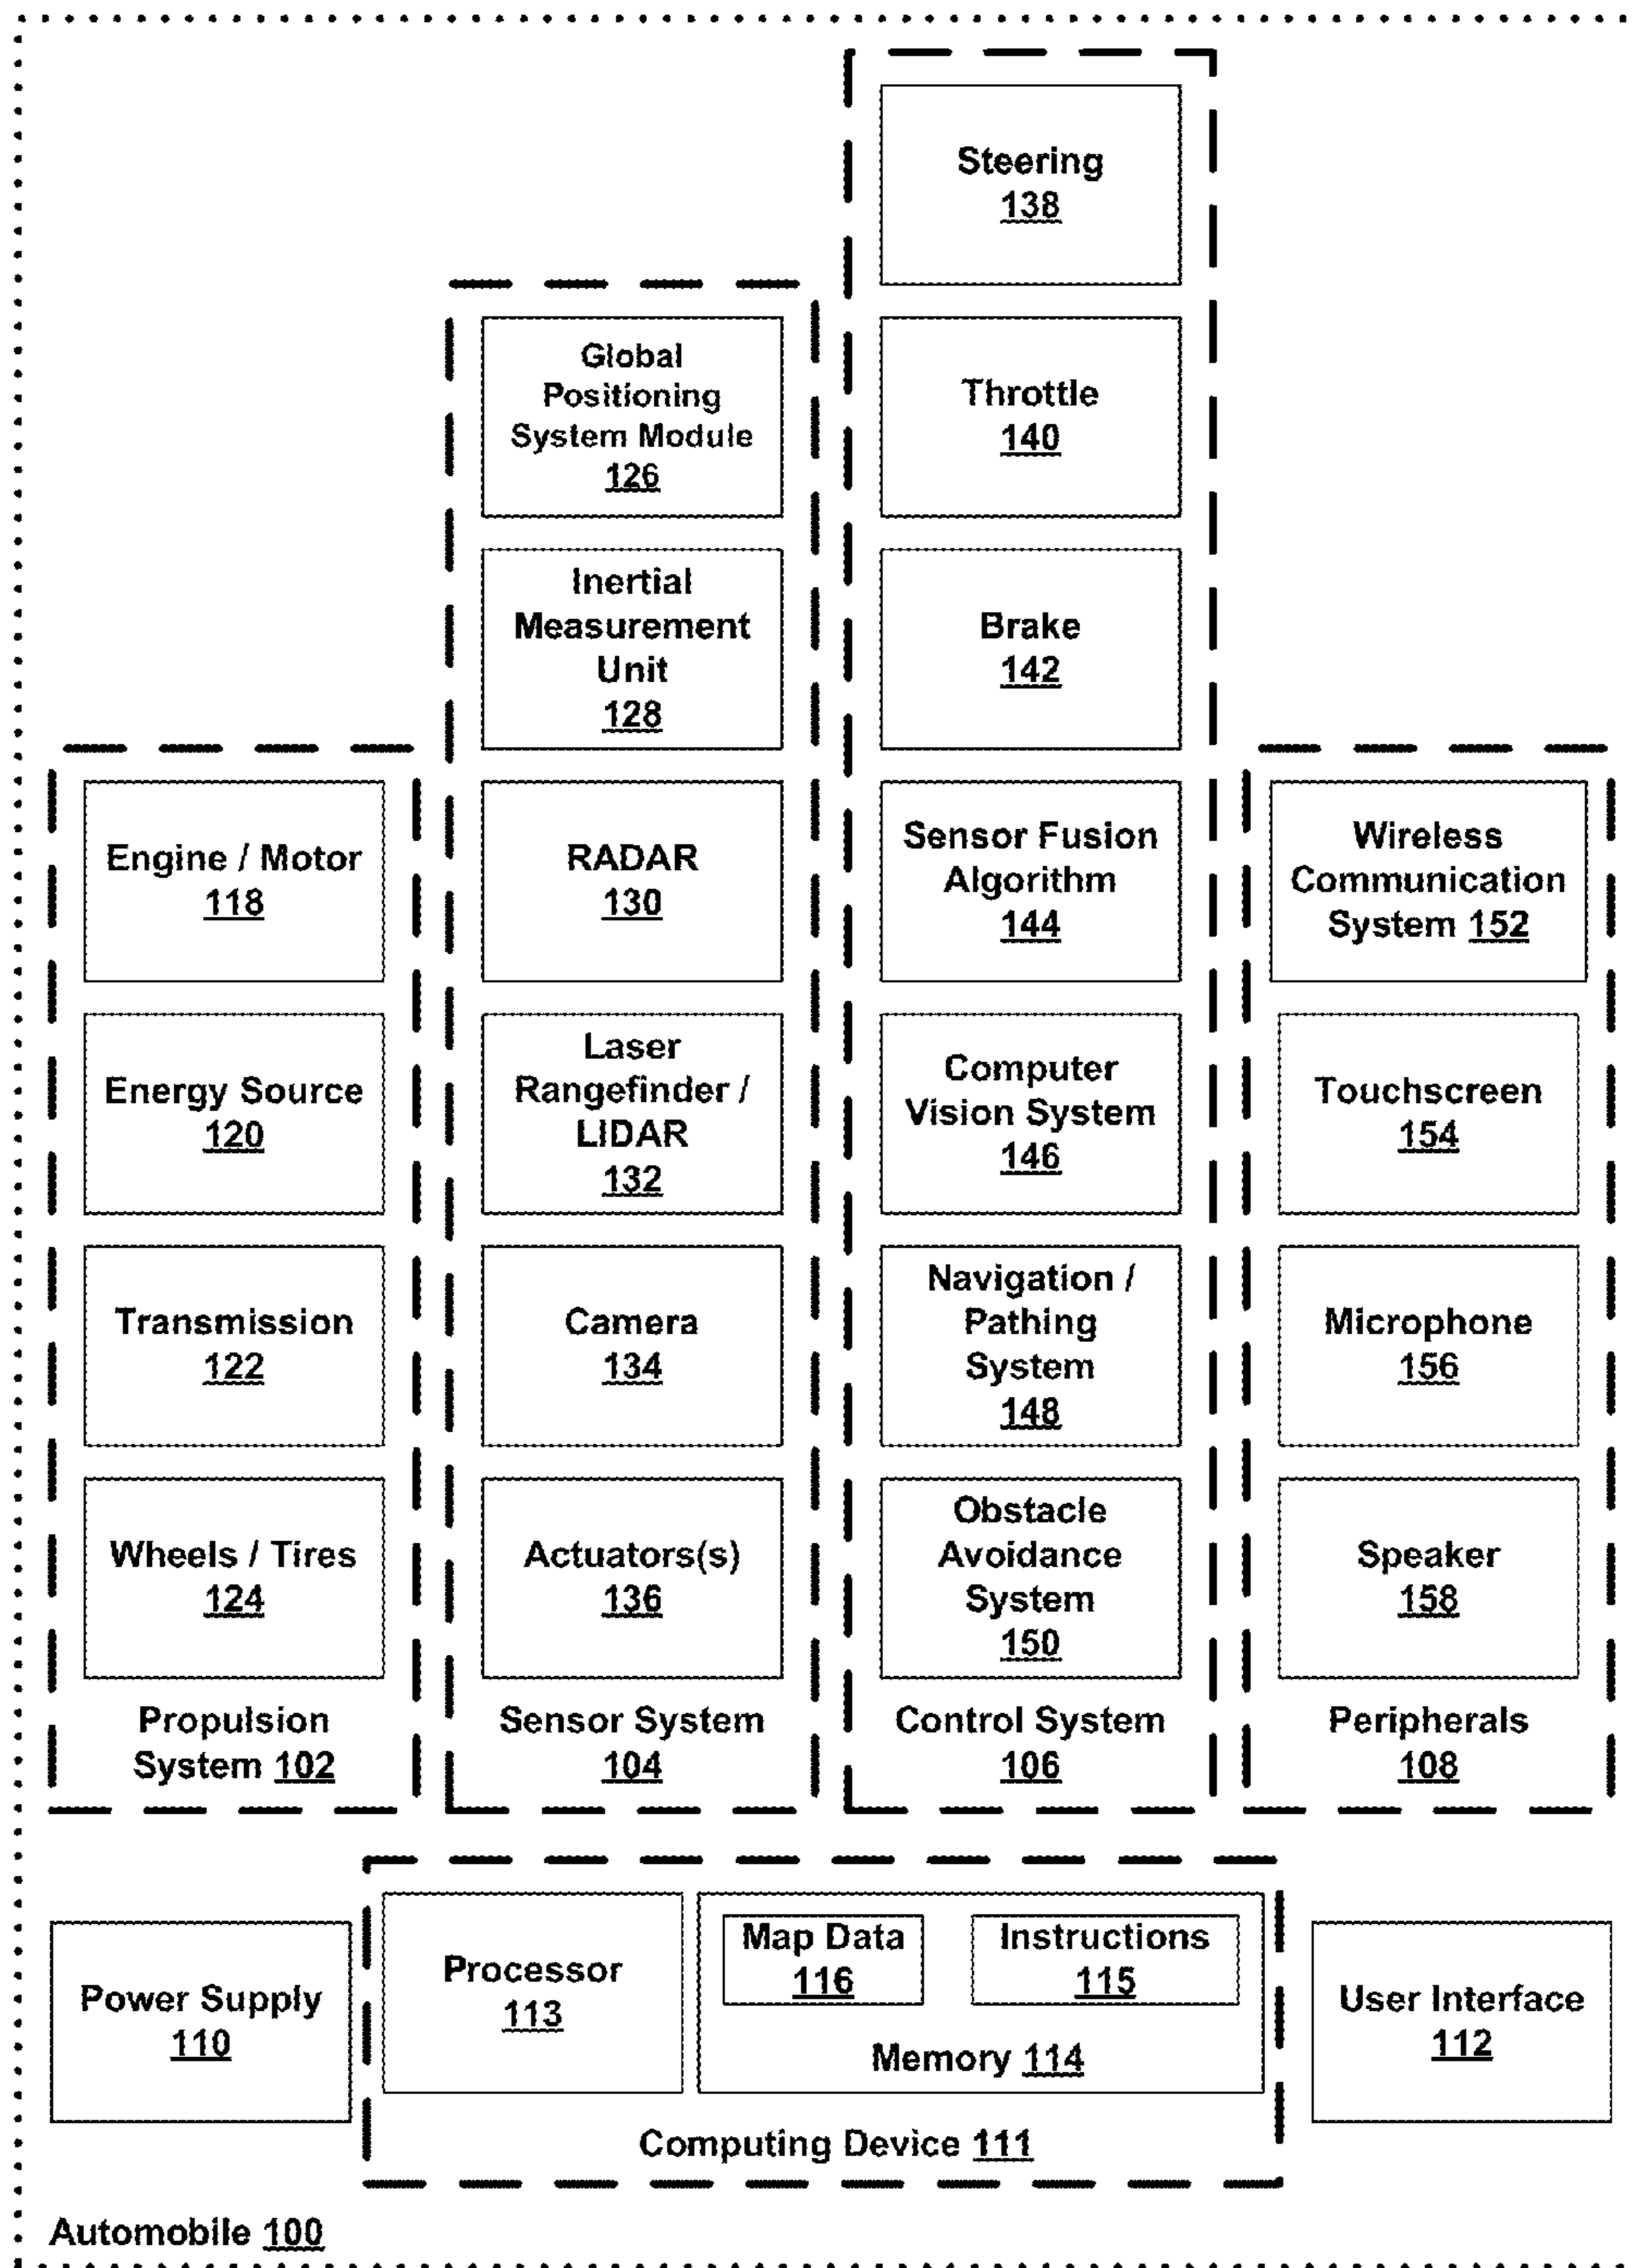 Steering
138
Global
Positioning
System Module
126
Throttle
140
Inertial
Measurement
Unit
128
Brake
142
Engine / Motor
118
RADAR
130
Sensor Fusion
Algorithm
144
Wireless
Communication
System 152
Energy Source
120
Laser
Rangefinder /
LIDAR
132
Computer
Vision System
146
Touchscreen
154
Transmission
122
Camera
134
Navigation /
Pathing
System
148
Microphone
156
Wheels / Tires
124
Actuators(s)
136
Obstacle
Avoidance
System
150
Speaker
158
Propulsion
System 102
Sensor System
104
Control System
106
Peripherals
108
Power Supply
110
Processor
113
Map Data
116
Instructions
115
Memory 114
Computing Device 111
User Interface
112
Automobile 100